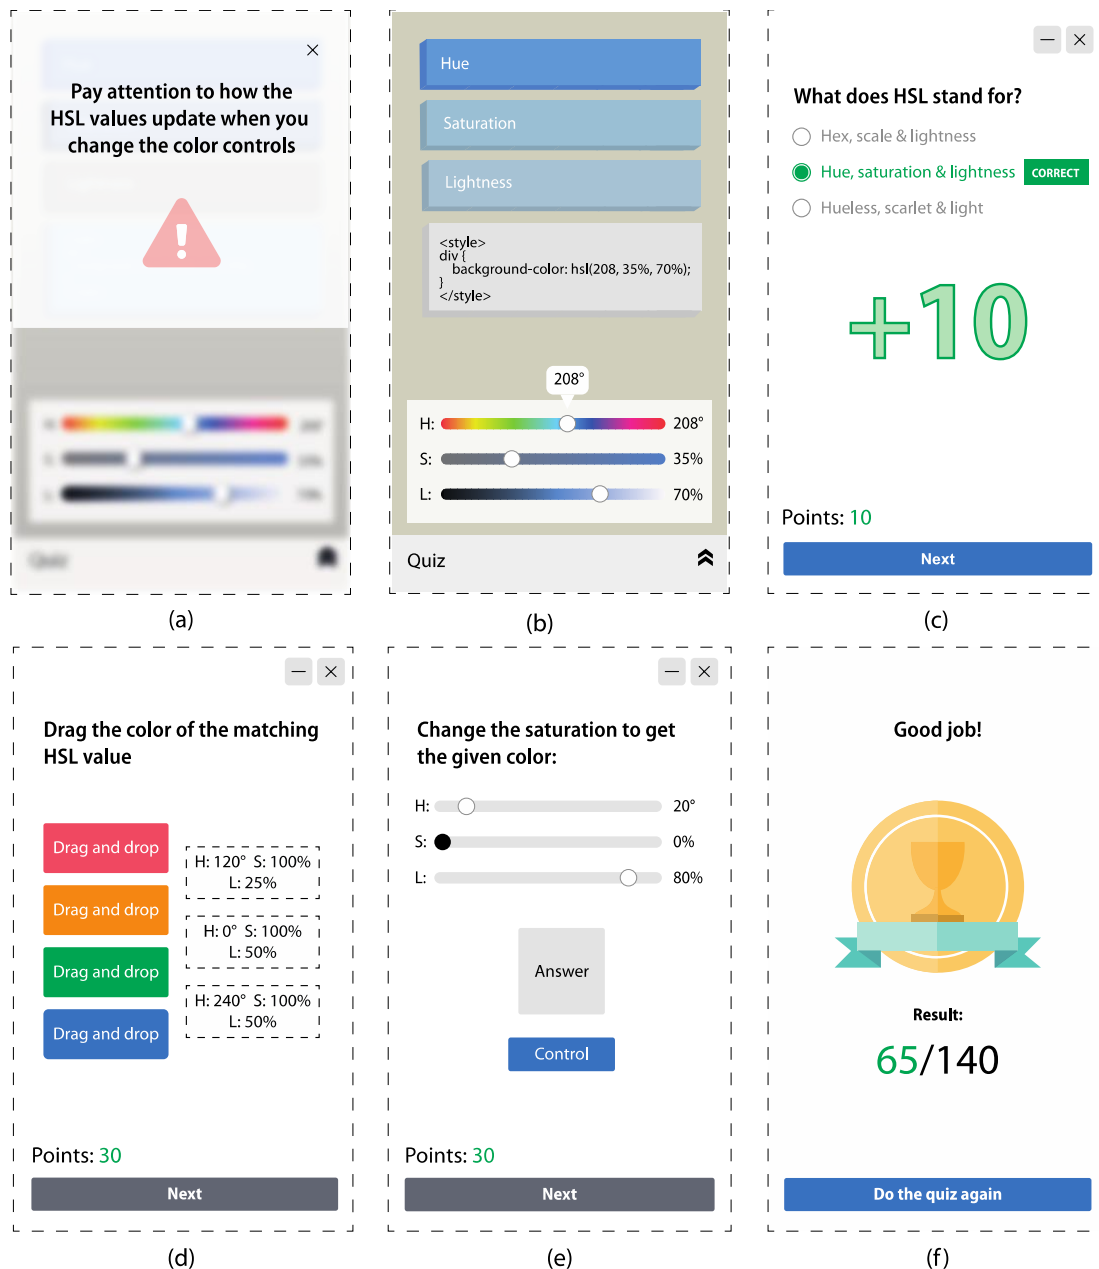 Pay attention to how the
HSL values update when you
change the color controls
Quiz
(a)
Hue
Saturation
Lightness
<style>
div {
background-color: hsl(208, 35%, 70%);
}
</style>
208°
H: 208°
S: 35%
L: 70%
Quiz
(b)
What does HSL stand for?
Hex, scale & lightness
Hue, saturation & lightness CORRECT
Hueless, scarlet & light
+10
Points: 10
Next
(c)
Drag the color of the matching
HSL value
Drag and drop
Drag and drop
Drag and drop
Drag and drop
H: 120° S: 100%
L: 25%
H: 0° S: 100%
L: 50%
H: 240° S: 100%
L: 50%
Points: 30
Next
(d)
Change the saturation to get
the given color:
H: 20°
S: 0%
L: 80%
Answer
Control
Points: 30
Next
(e)
Good job!
Result:
65/140
Do the quiz again
(f)